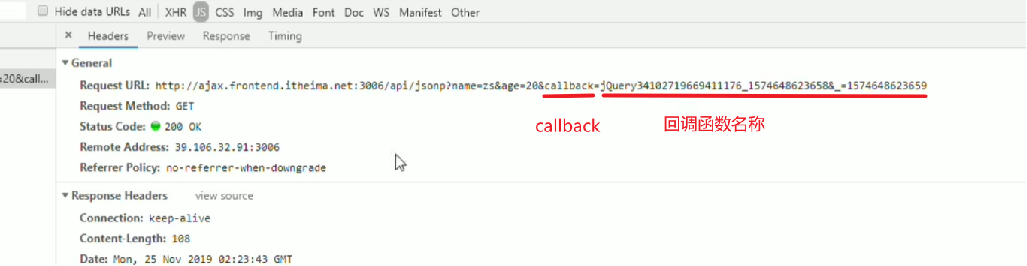 Hide data URLs All XHR JS CSS Img Media Font Doc WS Manifest Other
× Headers Preview Response Timing
=20&call...
▼ General
Request URL: http://ajax.frontend.itheima.net:3006/api/jsonp?name=zs&age=20&callback=jQuery34102719669411176_1574648623658&_=1574648623659
Request Method: GET
callback 回调函数名称
Status Code: 200 OK
Remote Address: 39.106.32.91:3006
Referrer Policy: no-referrer-when-downgrade
▼ Response Headers view source
Connection: keep-alive
Content-Length: 108
Date: Mon, 25 Nov 2019 02:23:43 GMT